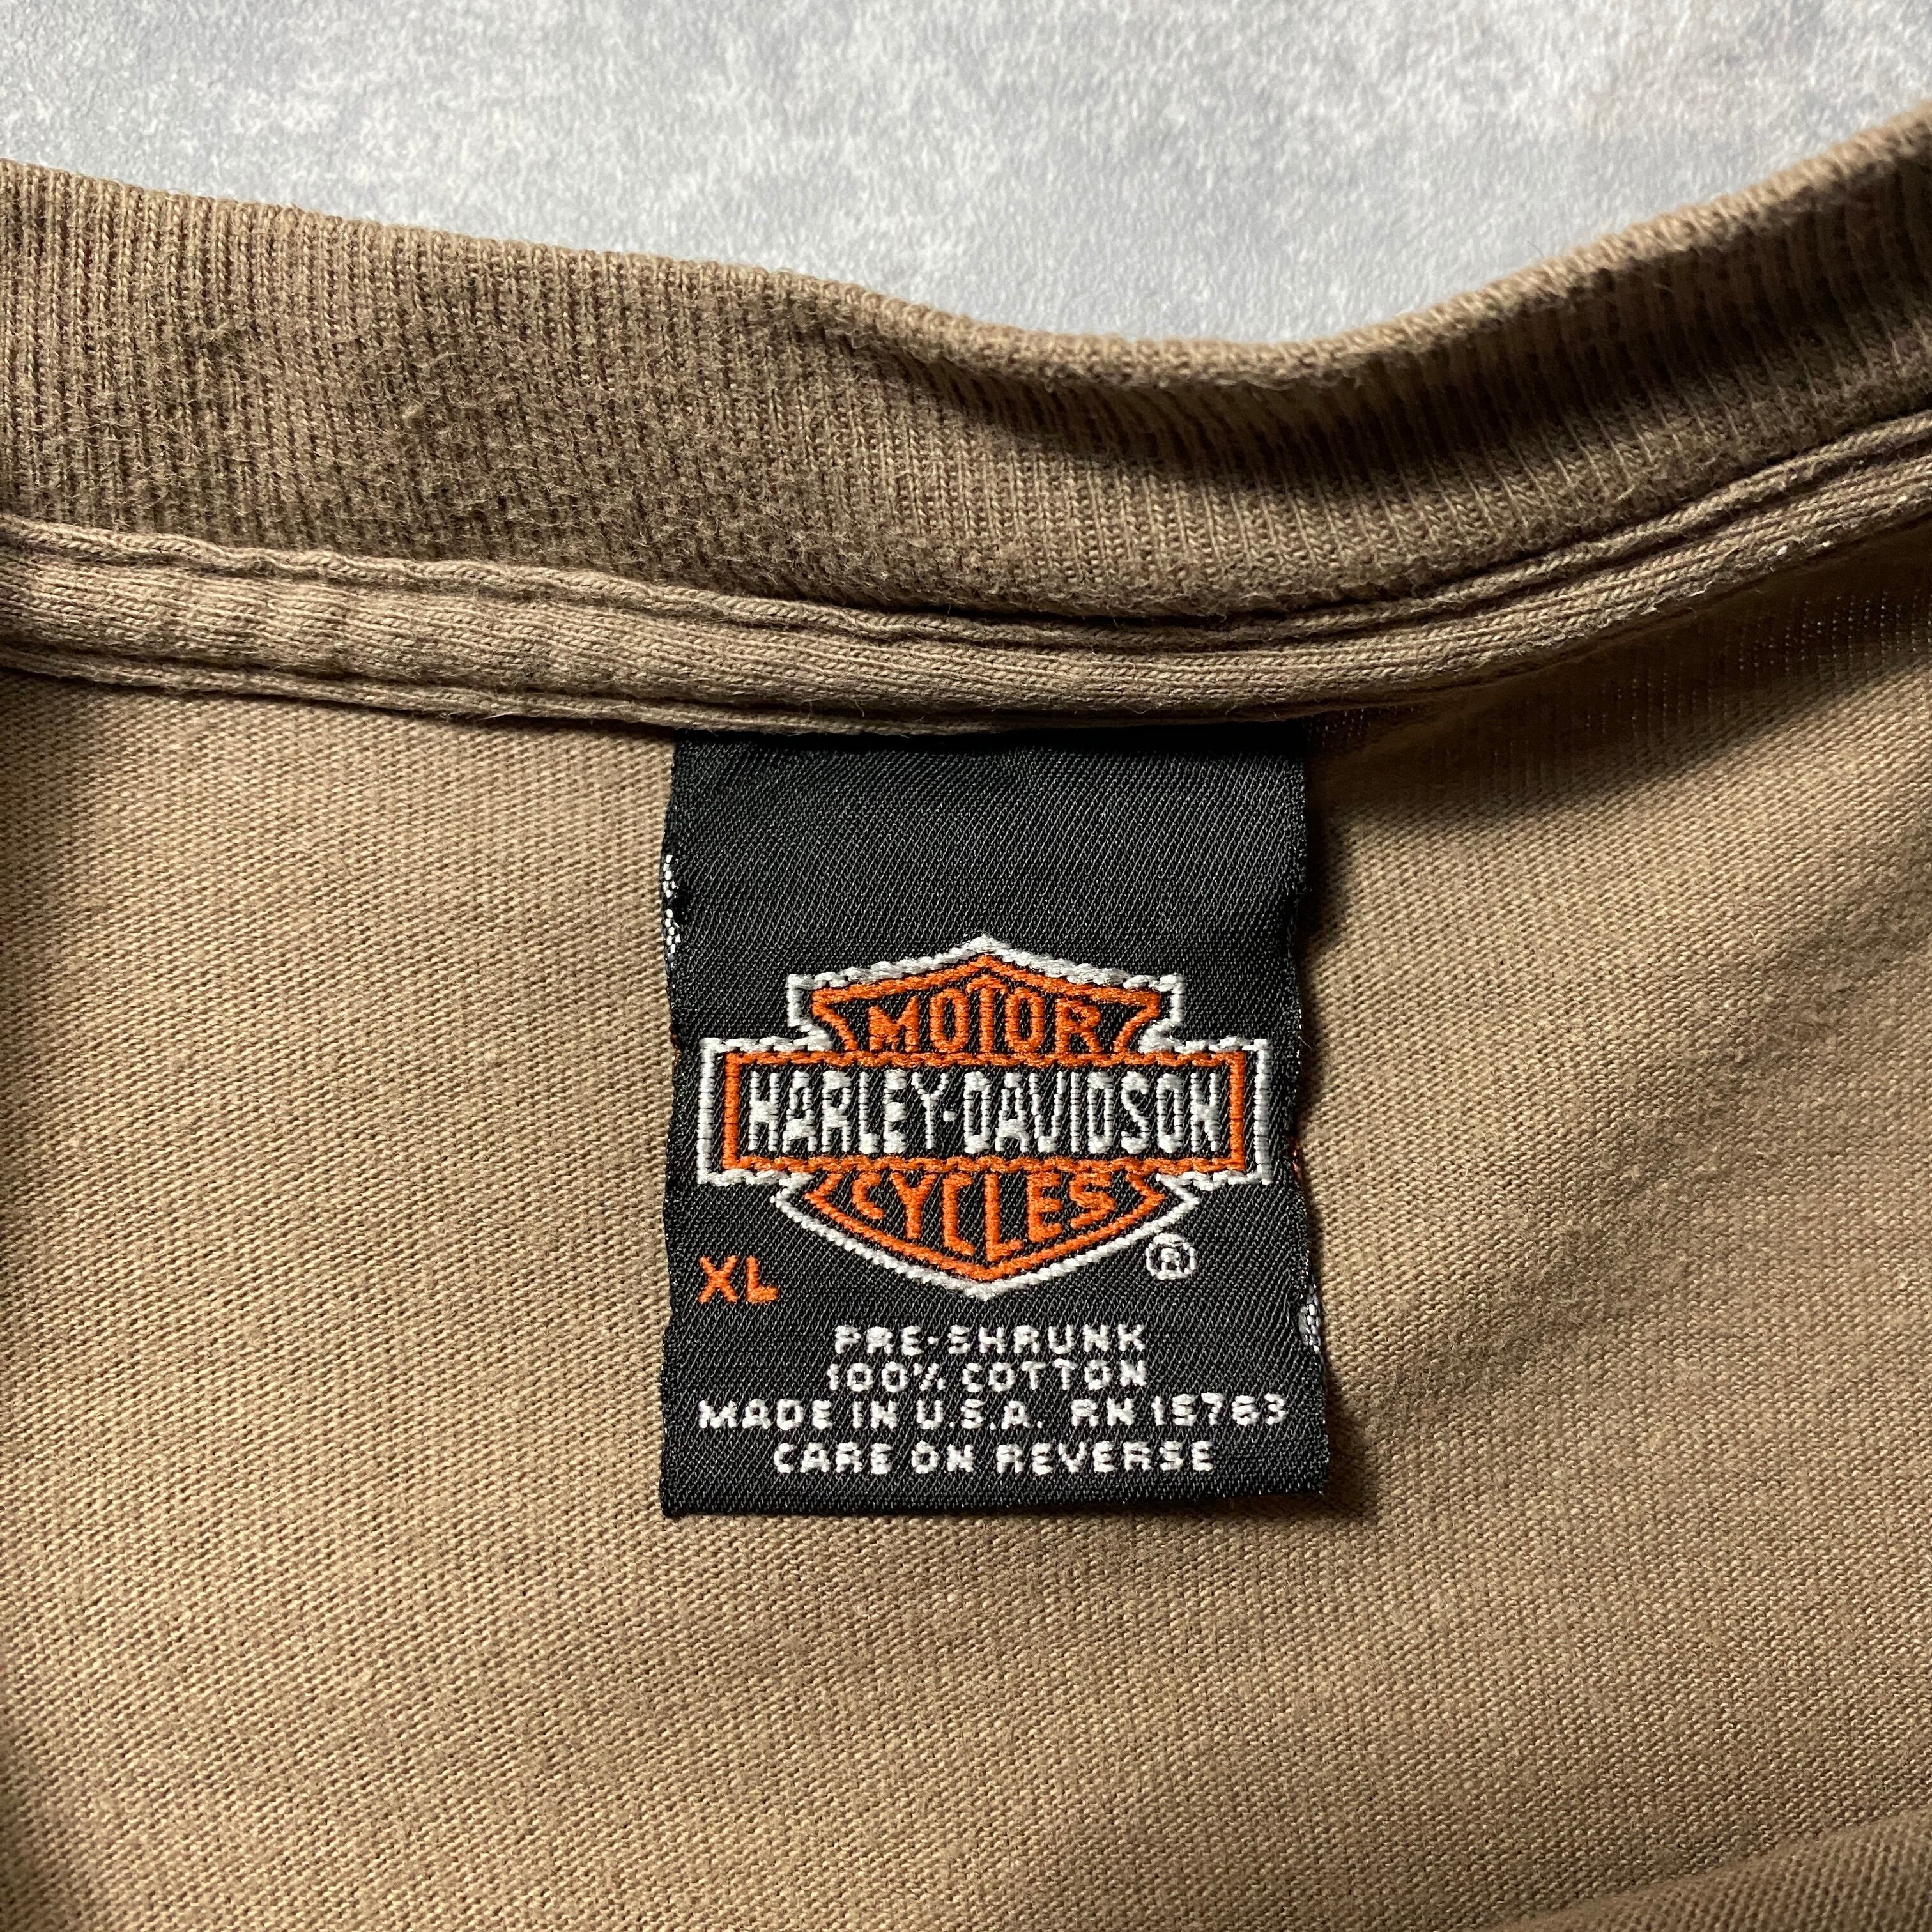 MOTOR
HARLEY-DAVIDSON
CYCLES
®
XL
PRE-SHRUNK
100% COTTON
MADE IN U.S.A. RN 15763
CARE ON REVERSE